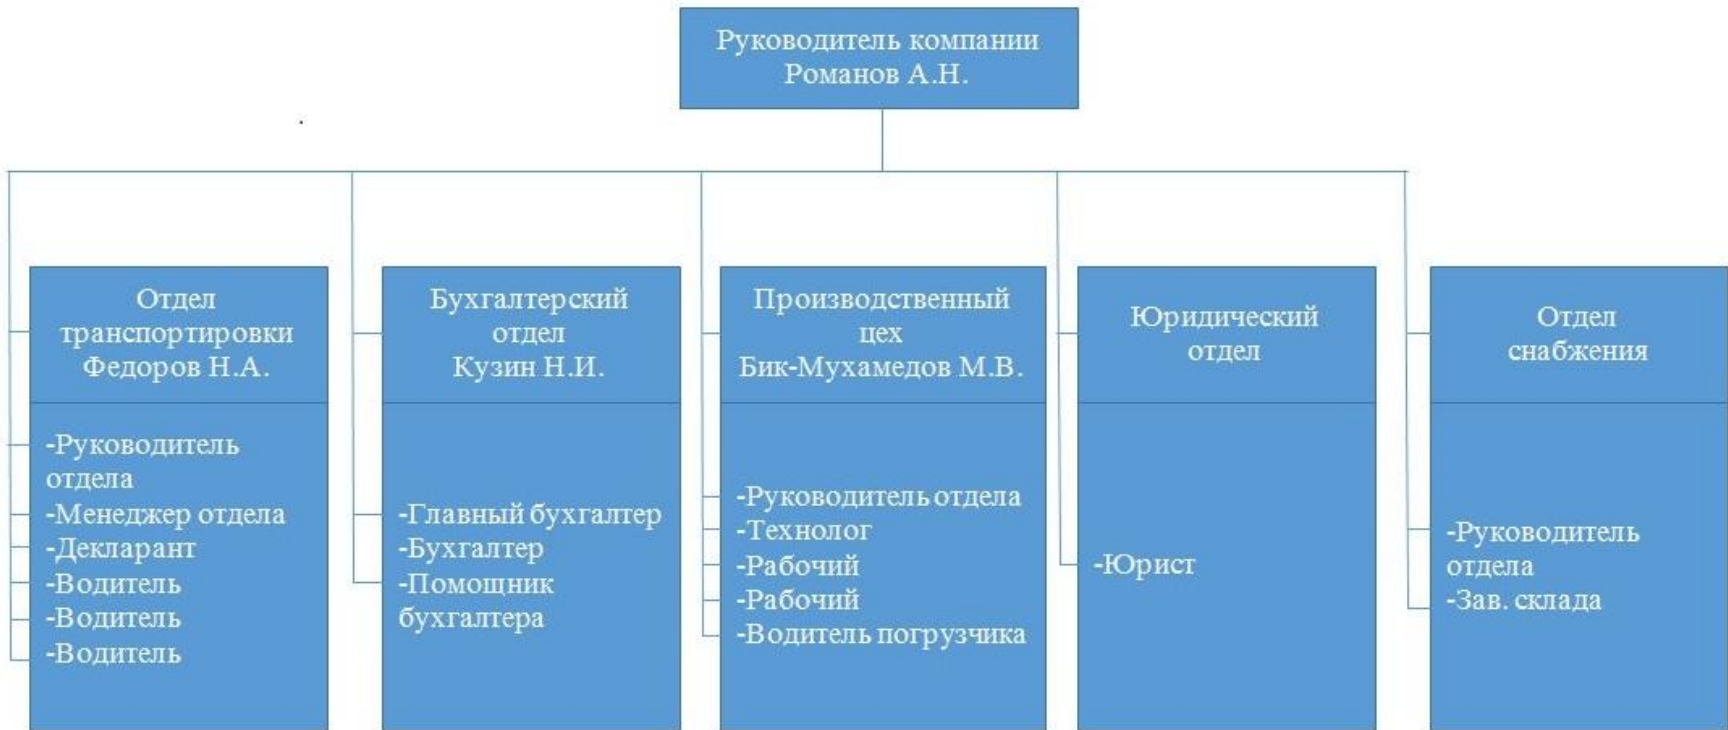 Руководитель компании
Романов А.Н.
Отдел
транспортировки
Федоров Н.А.
-Руководитель
отдела
-Менеджер отдела
-Декларант
-Водитель
-Водитель
-Водитель
Бухгалтерский
отдел
Кузин Н.И.
-Главный бухгалтер
-Бухгалтер
-Помощник
бухгалтера
Производственный
цех
Бик-Мухамедов М.В.
-Руководитель отдела
-Технолог
-Рабочий
-Рабочий
-Водитель погрузчика
Юридический
отдел
-Юрист
Отдел
снабжения
-Руководитель
отдела
-Зав. склада